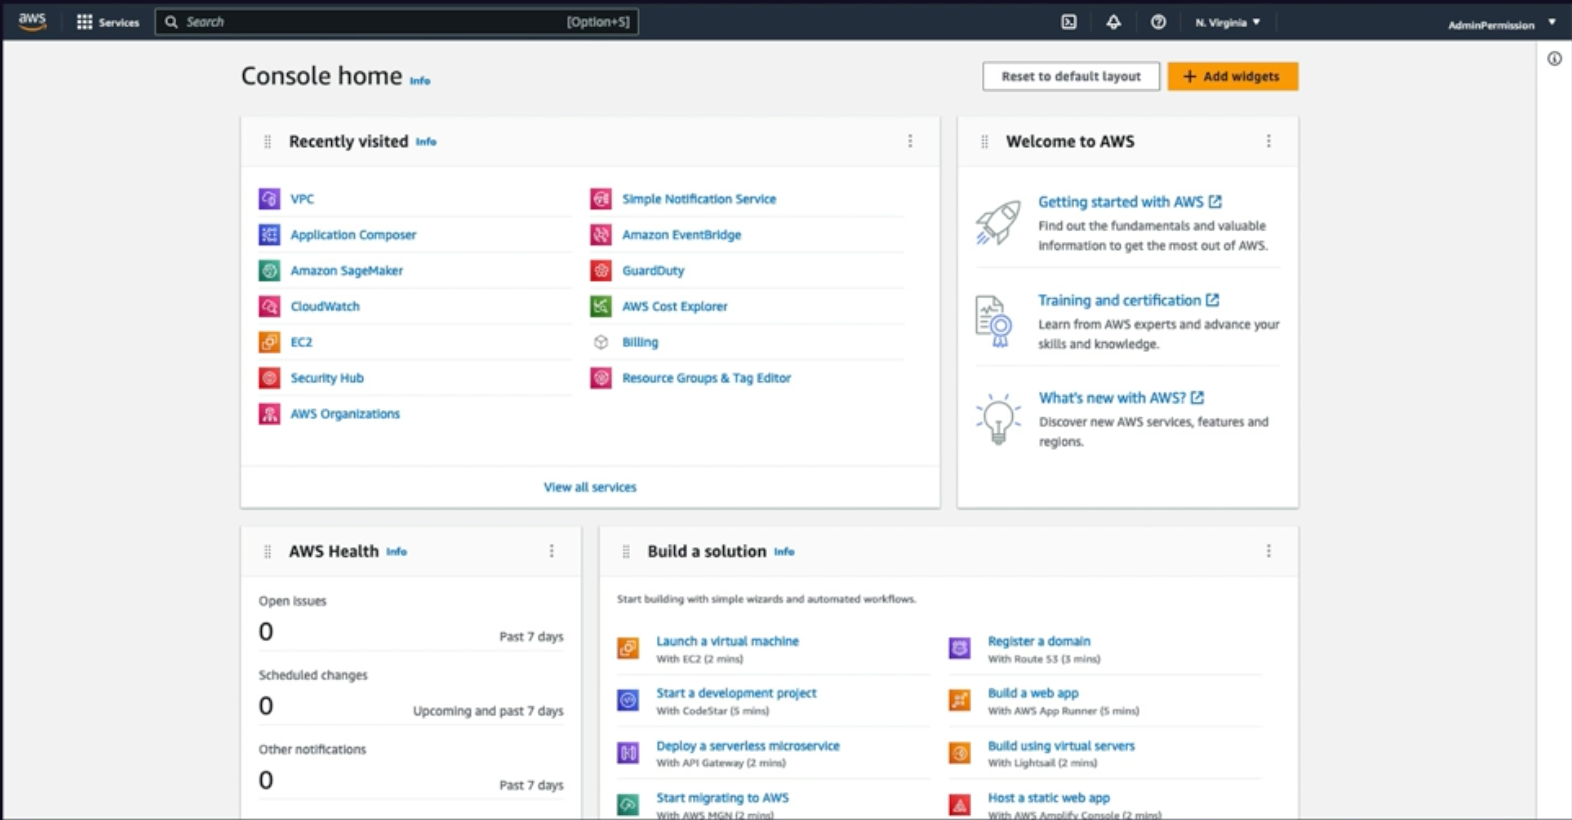 aws
Services
Search
[Option+S]
N. Virginia
AdminPermission
Console home Info
Reset to default layout
+ Add widgets
Recently visited Info
VPC
Application Composer
Amazon SageMaker
CloudWatch
EC2
Security Hub
AWS Organizations
Simple Notification Service
Amazon EventBridge
GuardDuty
AWS Cost Explorer
Billing
Resource Groups & Tag Editor
View all services
Welcome to AWS
Getting started with AWS
Find out the fundamentals and valuable
information to get the most out of AWS.
Training and certification
Learn from AWS experts and advance your
skills and knowledge.
What's new with AWS?
Discover new AWS services, features and
regions.
AWS Health Info
Open issues
0
Past 7 days
Scheduled changes
0
Upcoming and past 7 days
Other notifications
0
Past 7 days
Build a solution Info
Start building with simple wizards and automated workflows.
Launch a virtual machine
With EC2 (2 mins)
Start a development project
With CodeStar (5 mins)
Deploy a serverless microservice
With API Gateway (2 mins)
Start migrating to AWS
With AWS MGN (2 mins)
Register a domain
With Route 53 (3 mins)
Build a web app
With AWS App Runner (5 mins)
Build using virtual servers
With Lightsail (2 mins)
Host a static web app
With AWS Amplify Console (2 mins)